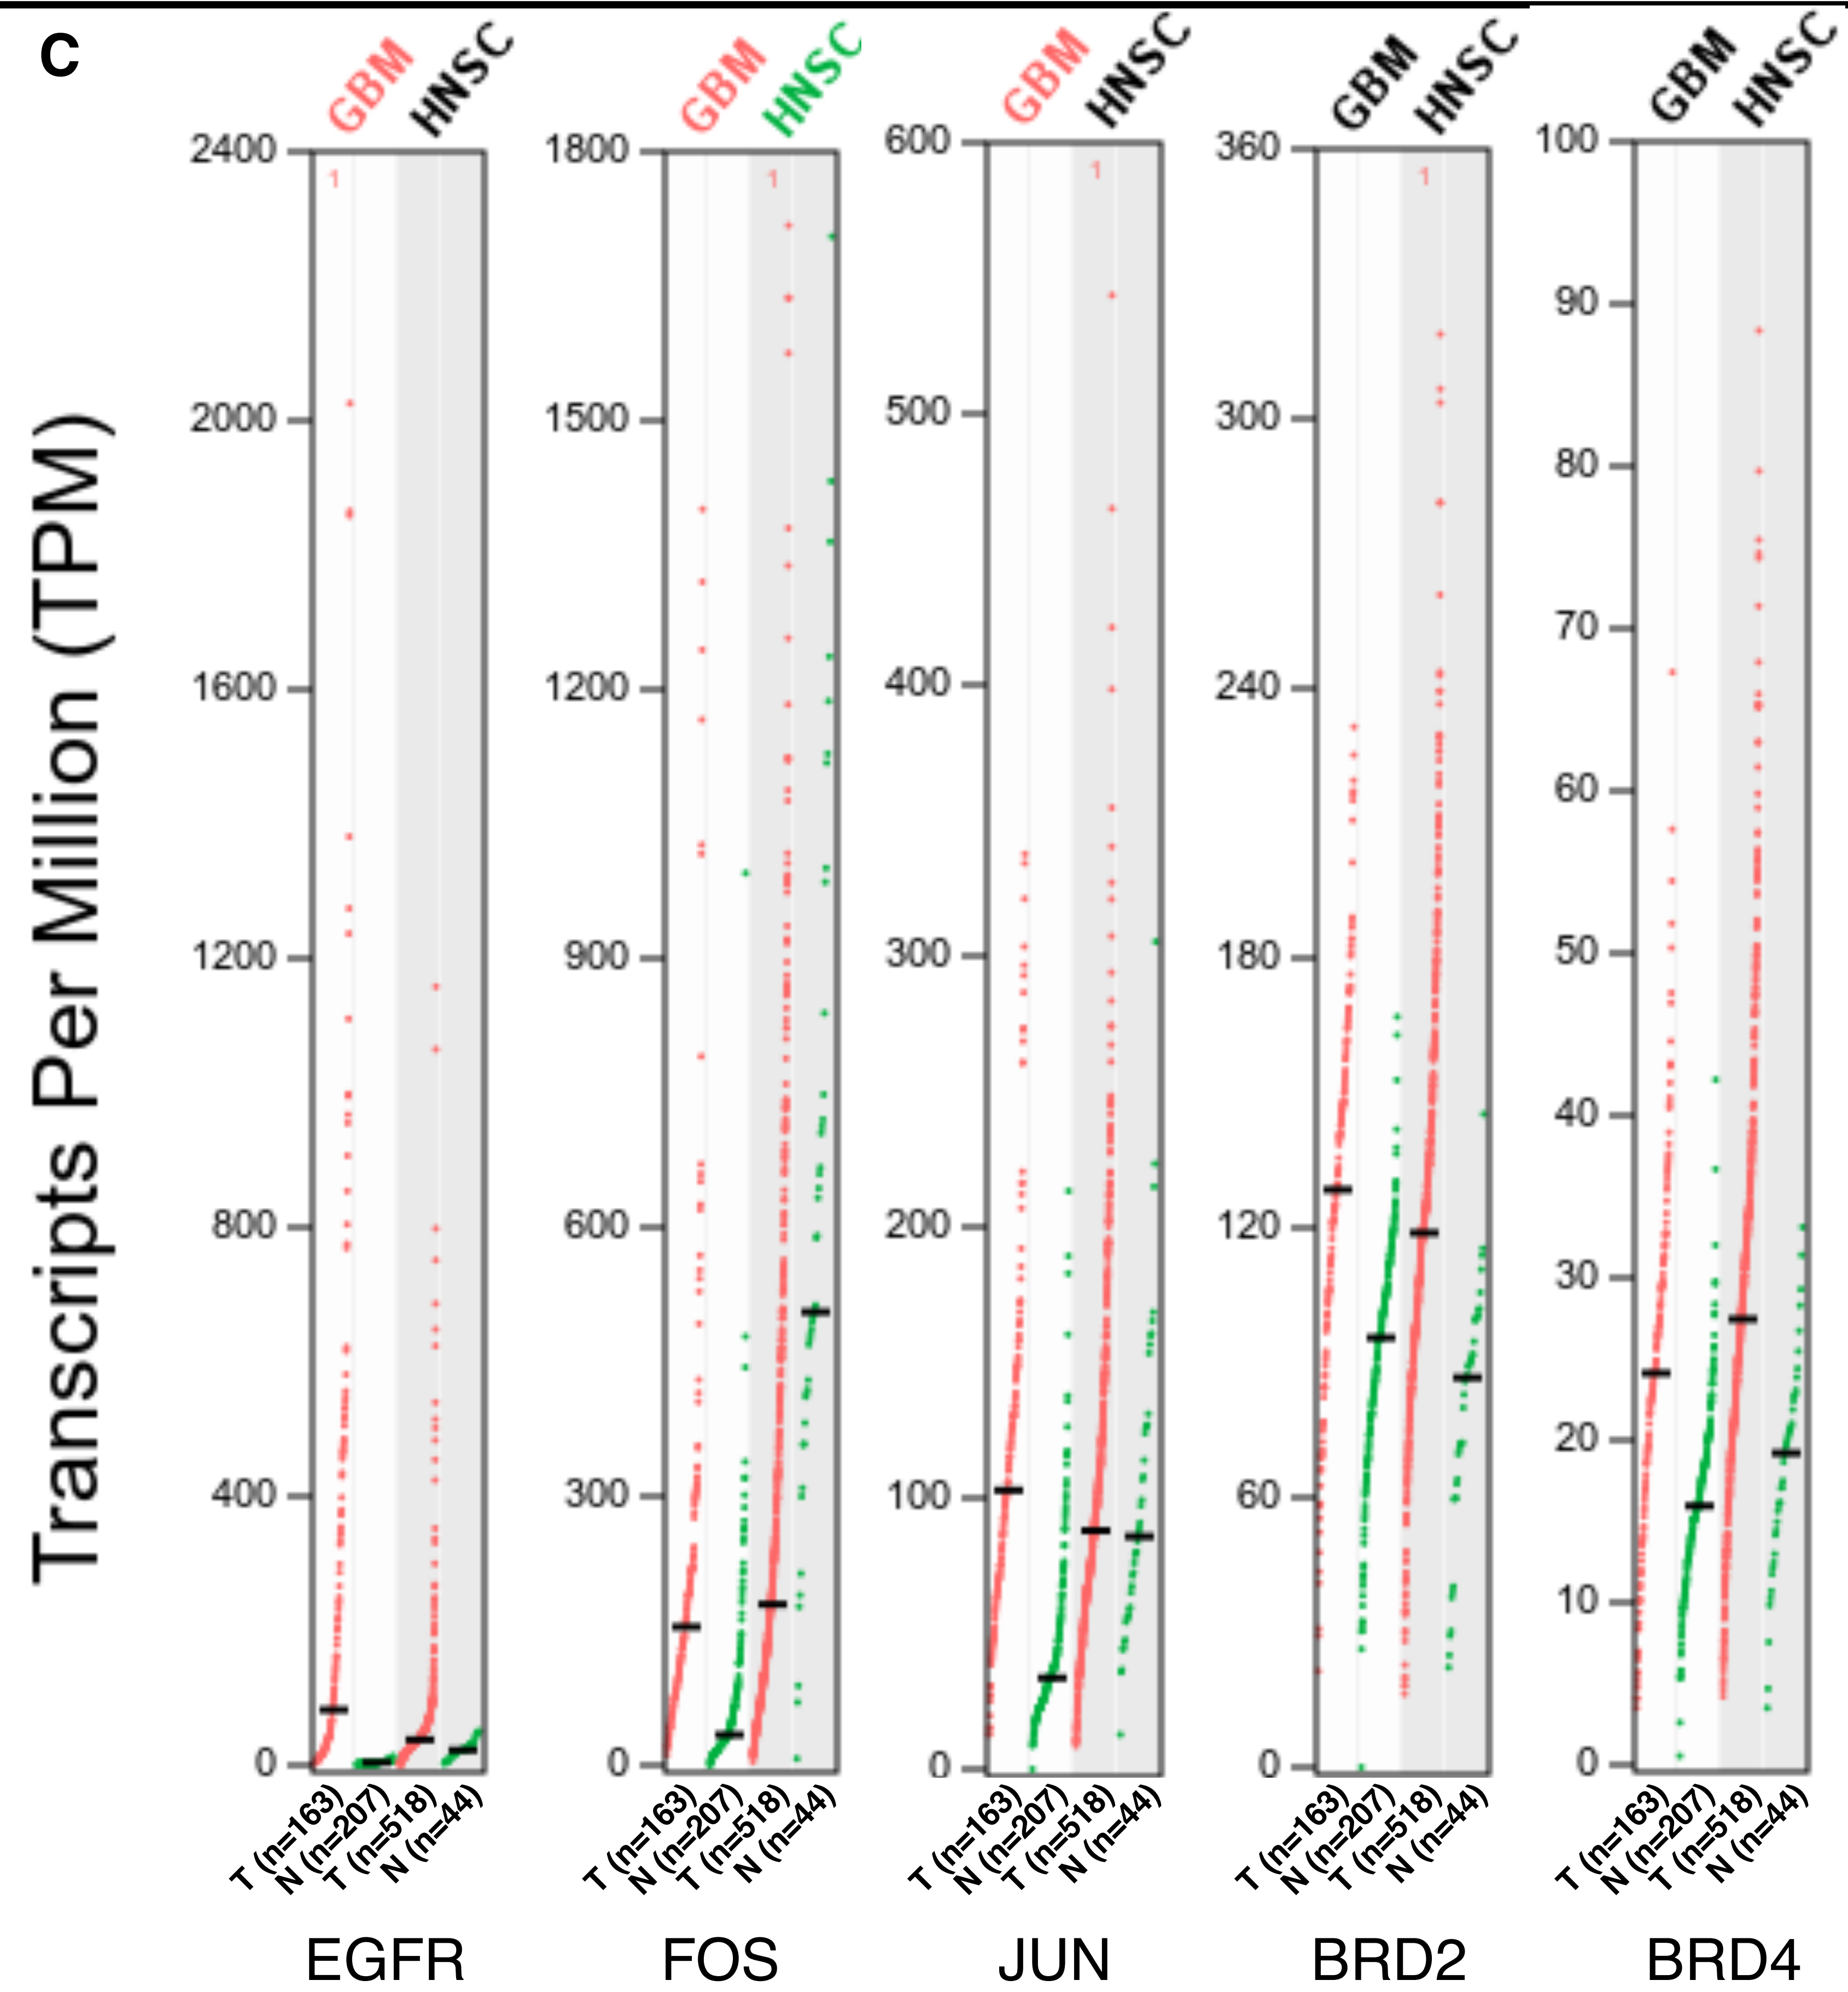 C
Transcripts Per Million (TPM)
GBM HNSC
2400
2000
1600
1200
800
400
0
1
T (n=163)
N (n=207)
T (n=518)
N (n=44)
EGFR
GBM HNSC
1800
1500
1200
900
600
300
0
1
T (n=163)
N (n=207)
T (n=518)
N (n=44)
FOS
GBM HNSC
600
500
400
300
200
100
0
1
T (n=163)
N (n=207)
T (n=518)
N (n=44)
JUN
GBM HNSC
360
300
240
180
120
60
0
1
T (n=163)
N (n=207)
T (n=518)
N (n=44)
BRD2
GBM HNSC
100
90
80
70
60
50
40
30
20
10
0
T (n=163)
N (n=207)
T (n=518)
N (n=44)
BRD4